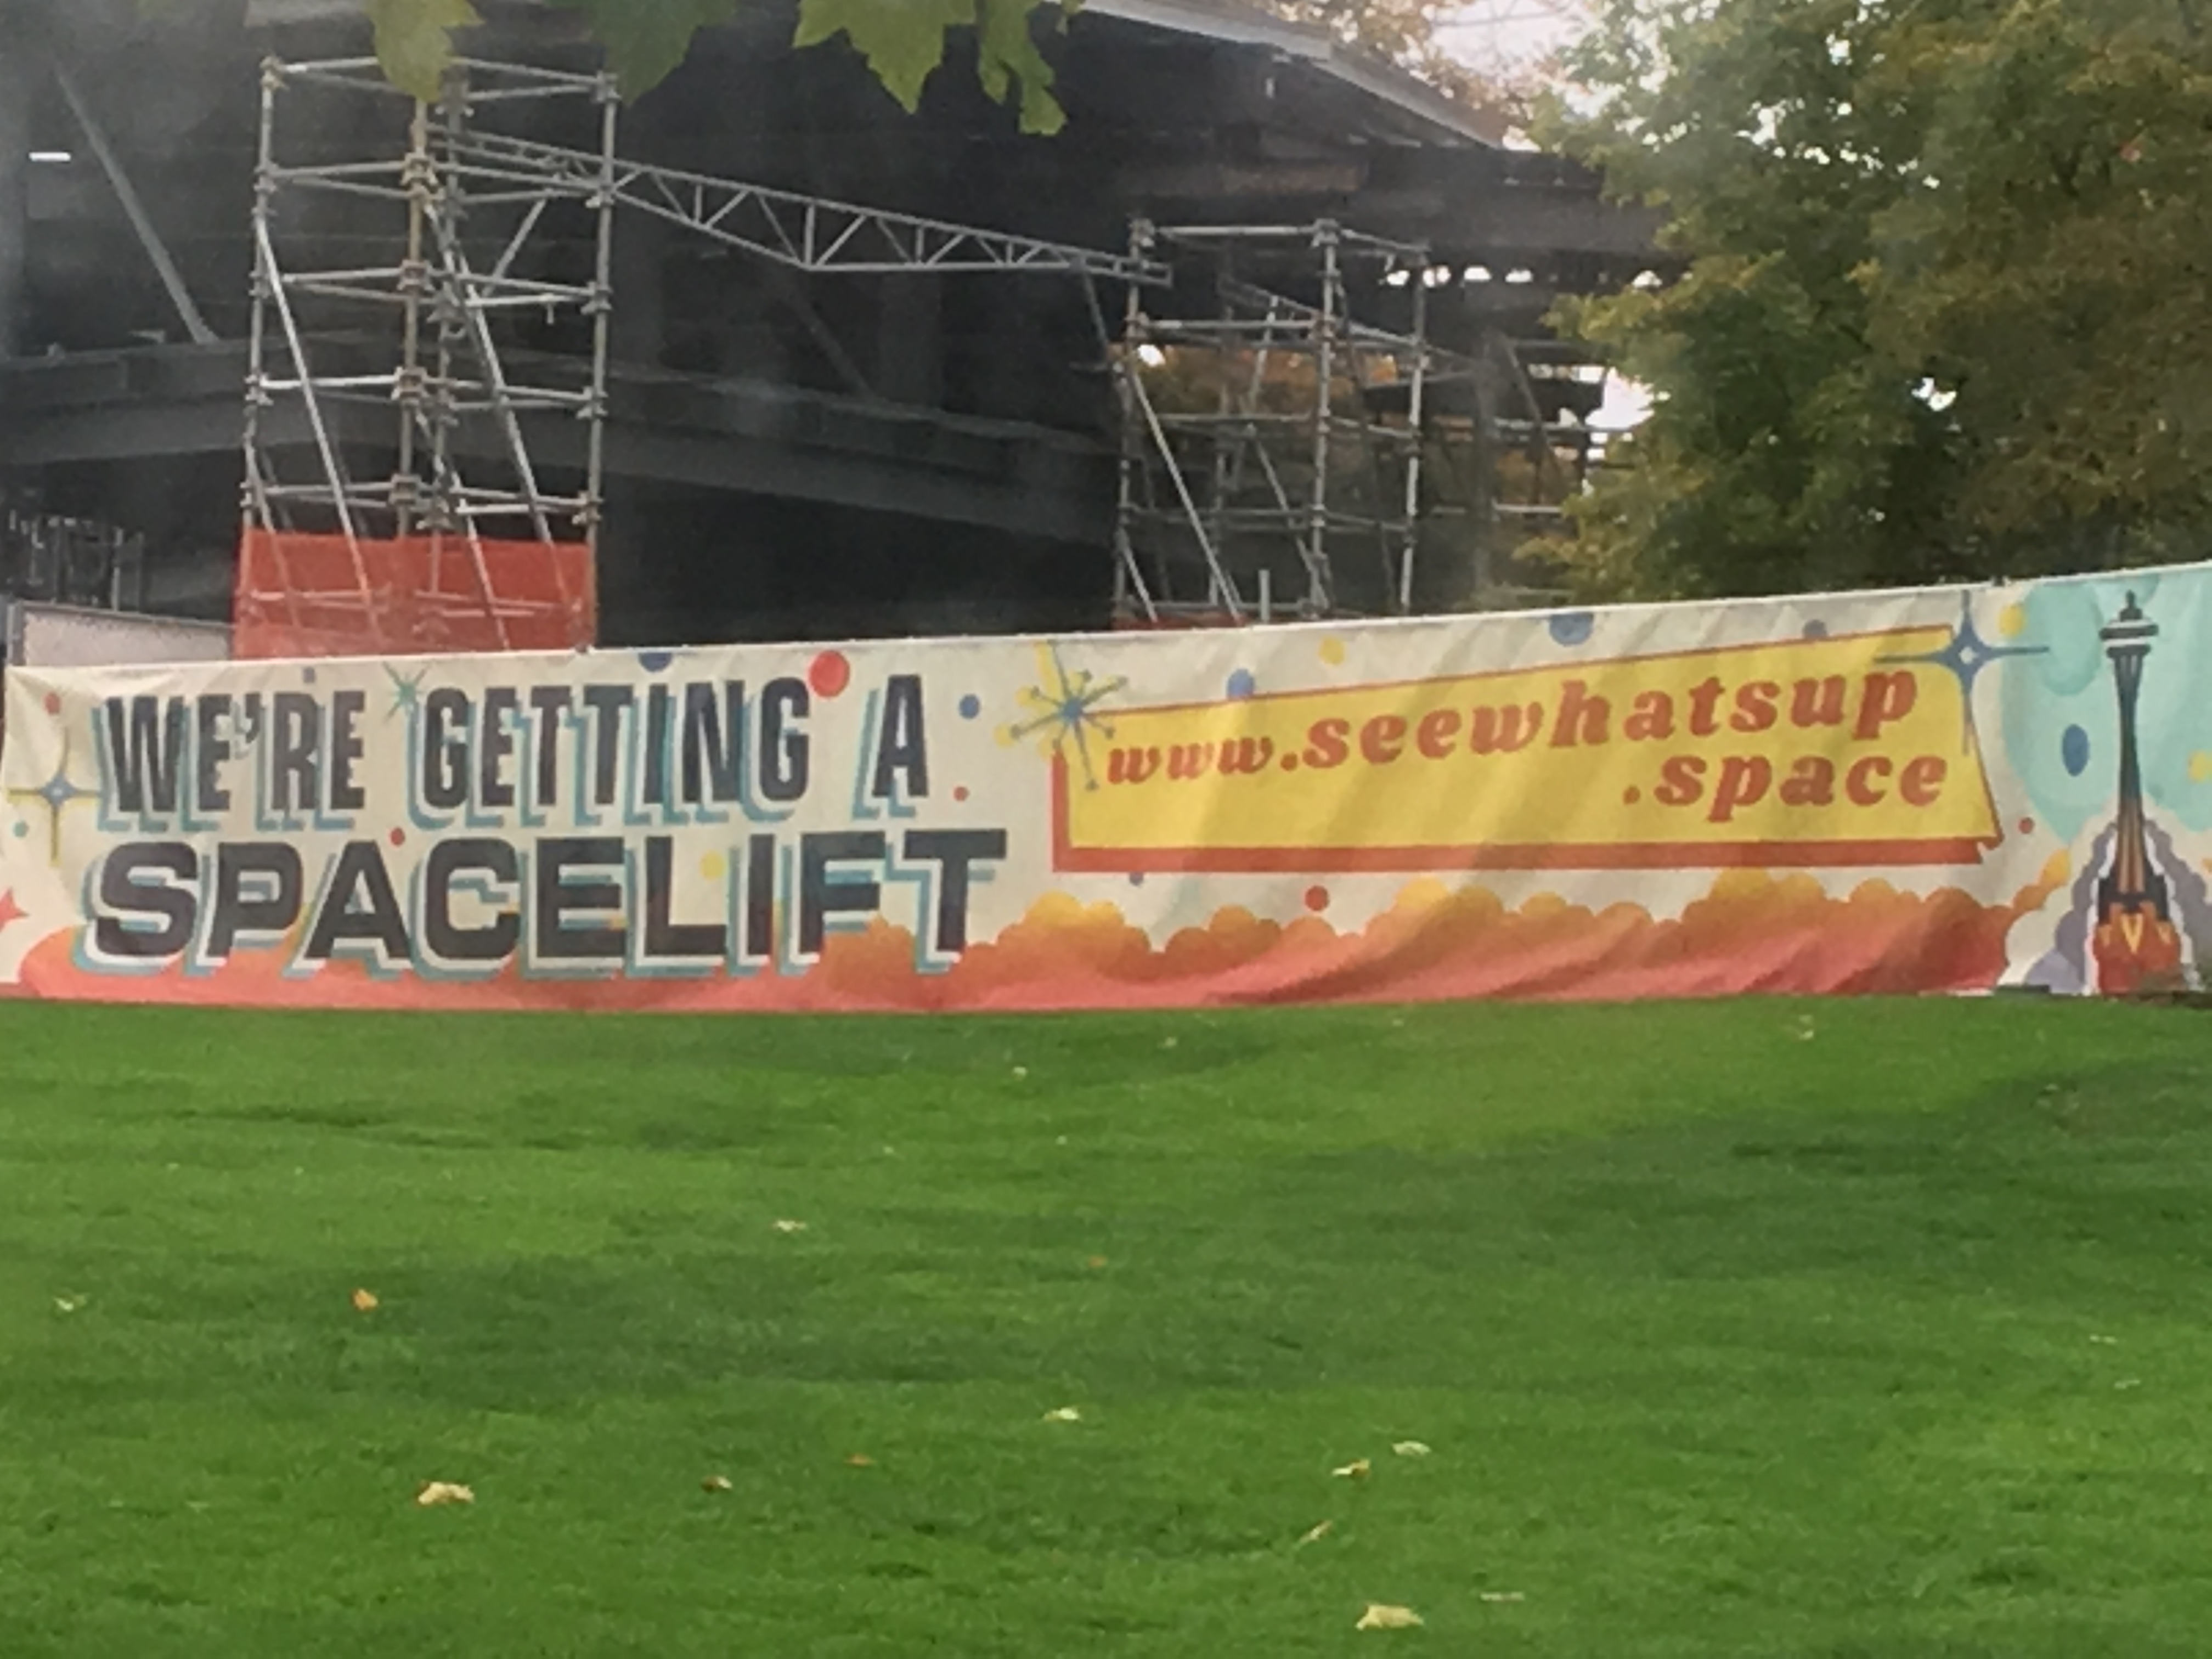 WE'RE GETTING A
SPACELIFT
www.seewhatsup
.space